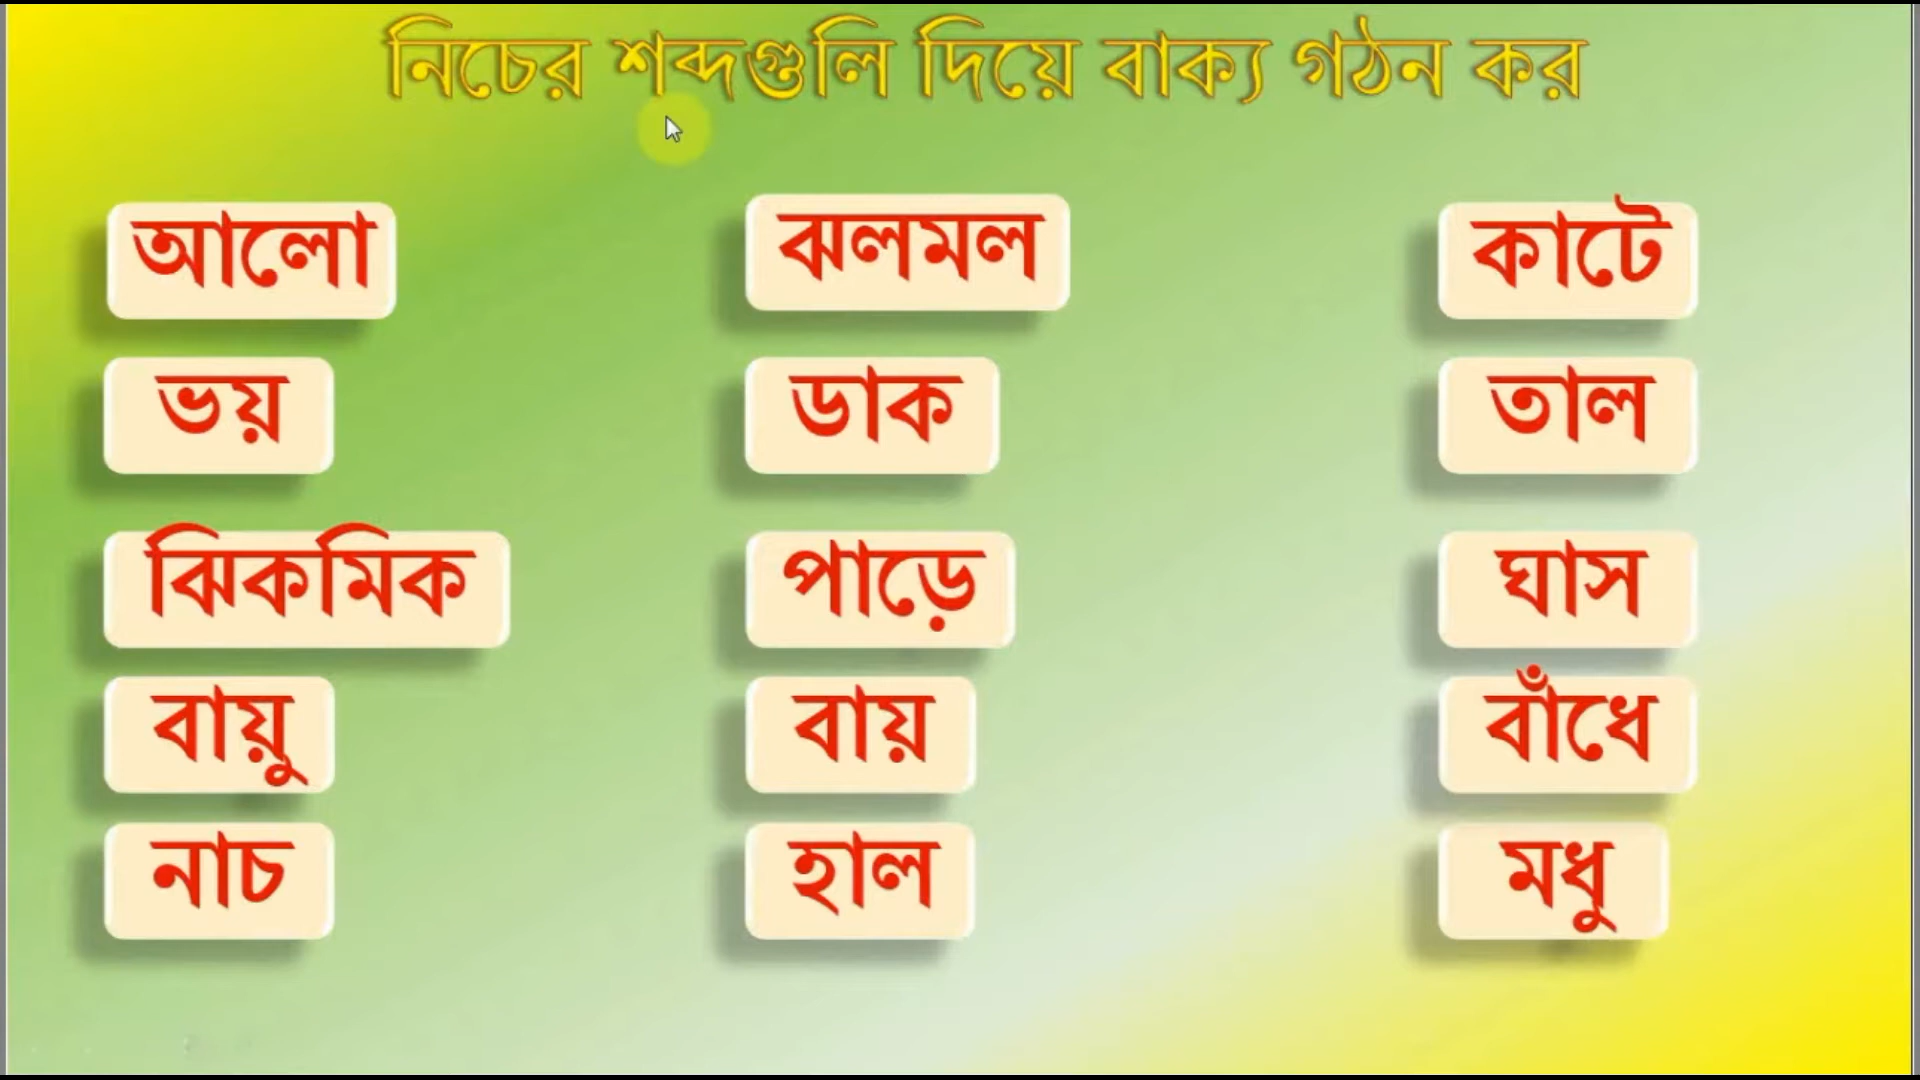 নিচের শব্দগুলি দিয়ে বাক্য গঠন কর
আলো ঝলমল কাটে
ভয় ডাক তাল
ঝিকমিক পাড়ে ঘাস
বায়ু বায় বাঁধে
নাচ হাল মধু